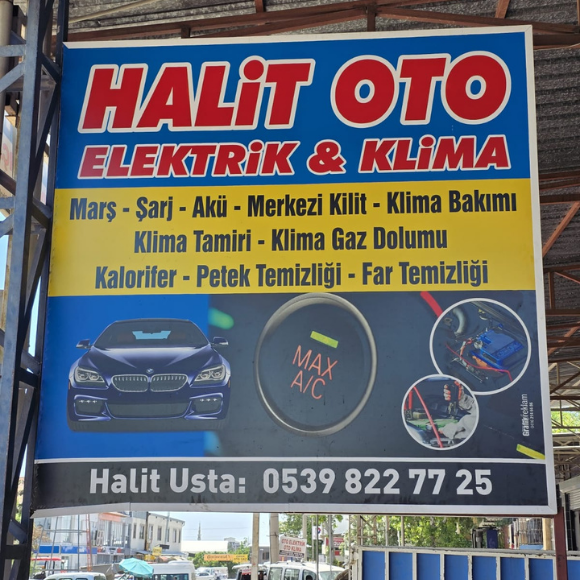 HALiT OTO
ELEKTRiK & KLiMA
Marş - Şarj - Akü - Merkezi Kilit - Klima Bakımı
Klima Tamiri - Klima Gaz Dolumu
Kalorifer - Petek Temizliği - Far Temizliği
MAX
A/C
Halit Usta: 0539 822 77 25